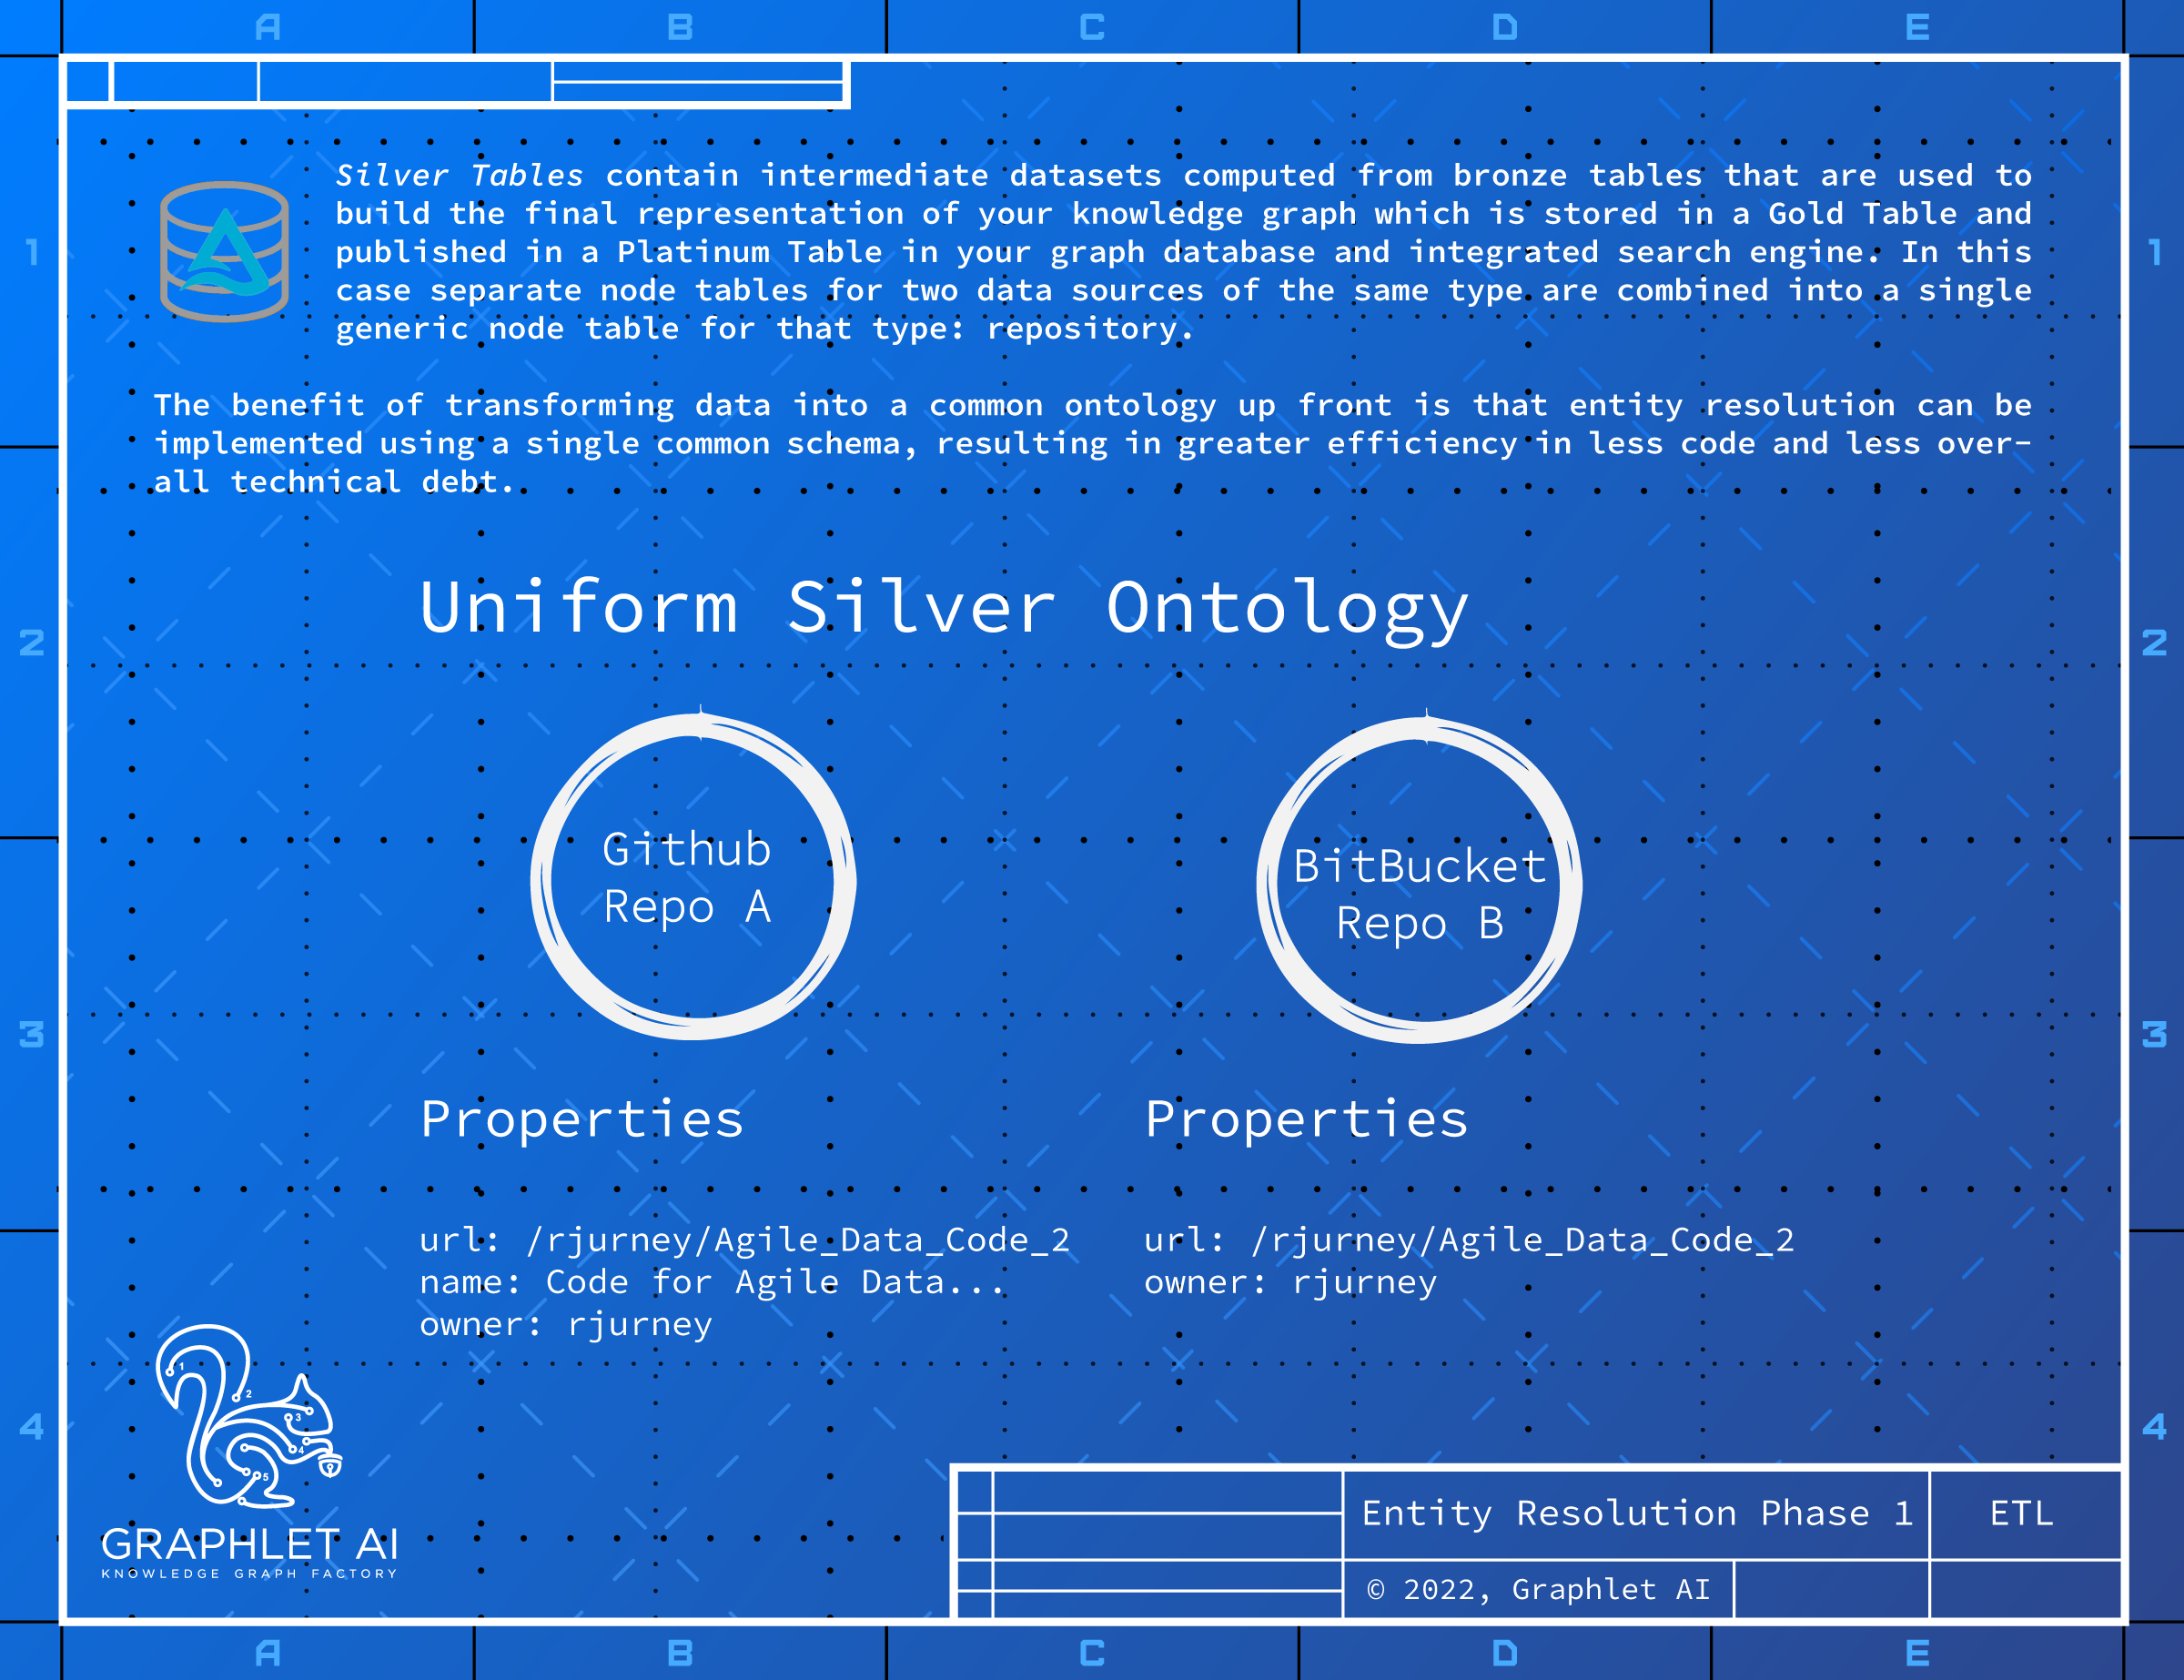 A B C D E
Silver Tables contain intermediate datasets computed from bronze tables that are used to
build the final representation of your knowledge graph which is stored in a Gold Table and
published in a Platinum Table in your graph database and integrated search engine. In this
case separate node tables for two data sources of the same type are combined into a single
generic node table for that type: repository.
1 1
The benefit of transforming data into a common ontology up front is that entity resolution can be
implemented using a single common schema, resulting in greater efficiency in less code and less over-
all technical debt.
Uniform Silver Ontology
2 2
Github
Repo A
BitBucket
Repo B
3 3
Properties
url: /rjurney/Agile_Data_Code_2
name: Code for Agile Data...
owner: rjurney
Properties
url: /rjurney/Agile_Data_Code_2
owner: rjurney
4 4
1
2
3
4
5
GRAPHLET AI
KNOWLEDGE GRAPH FACTORY
Entity Resolution Phase 1 ETL
© 2022, Graphlet AI
A B C D E